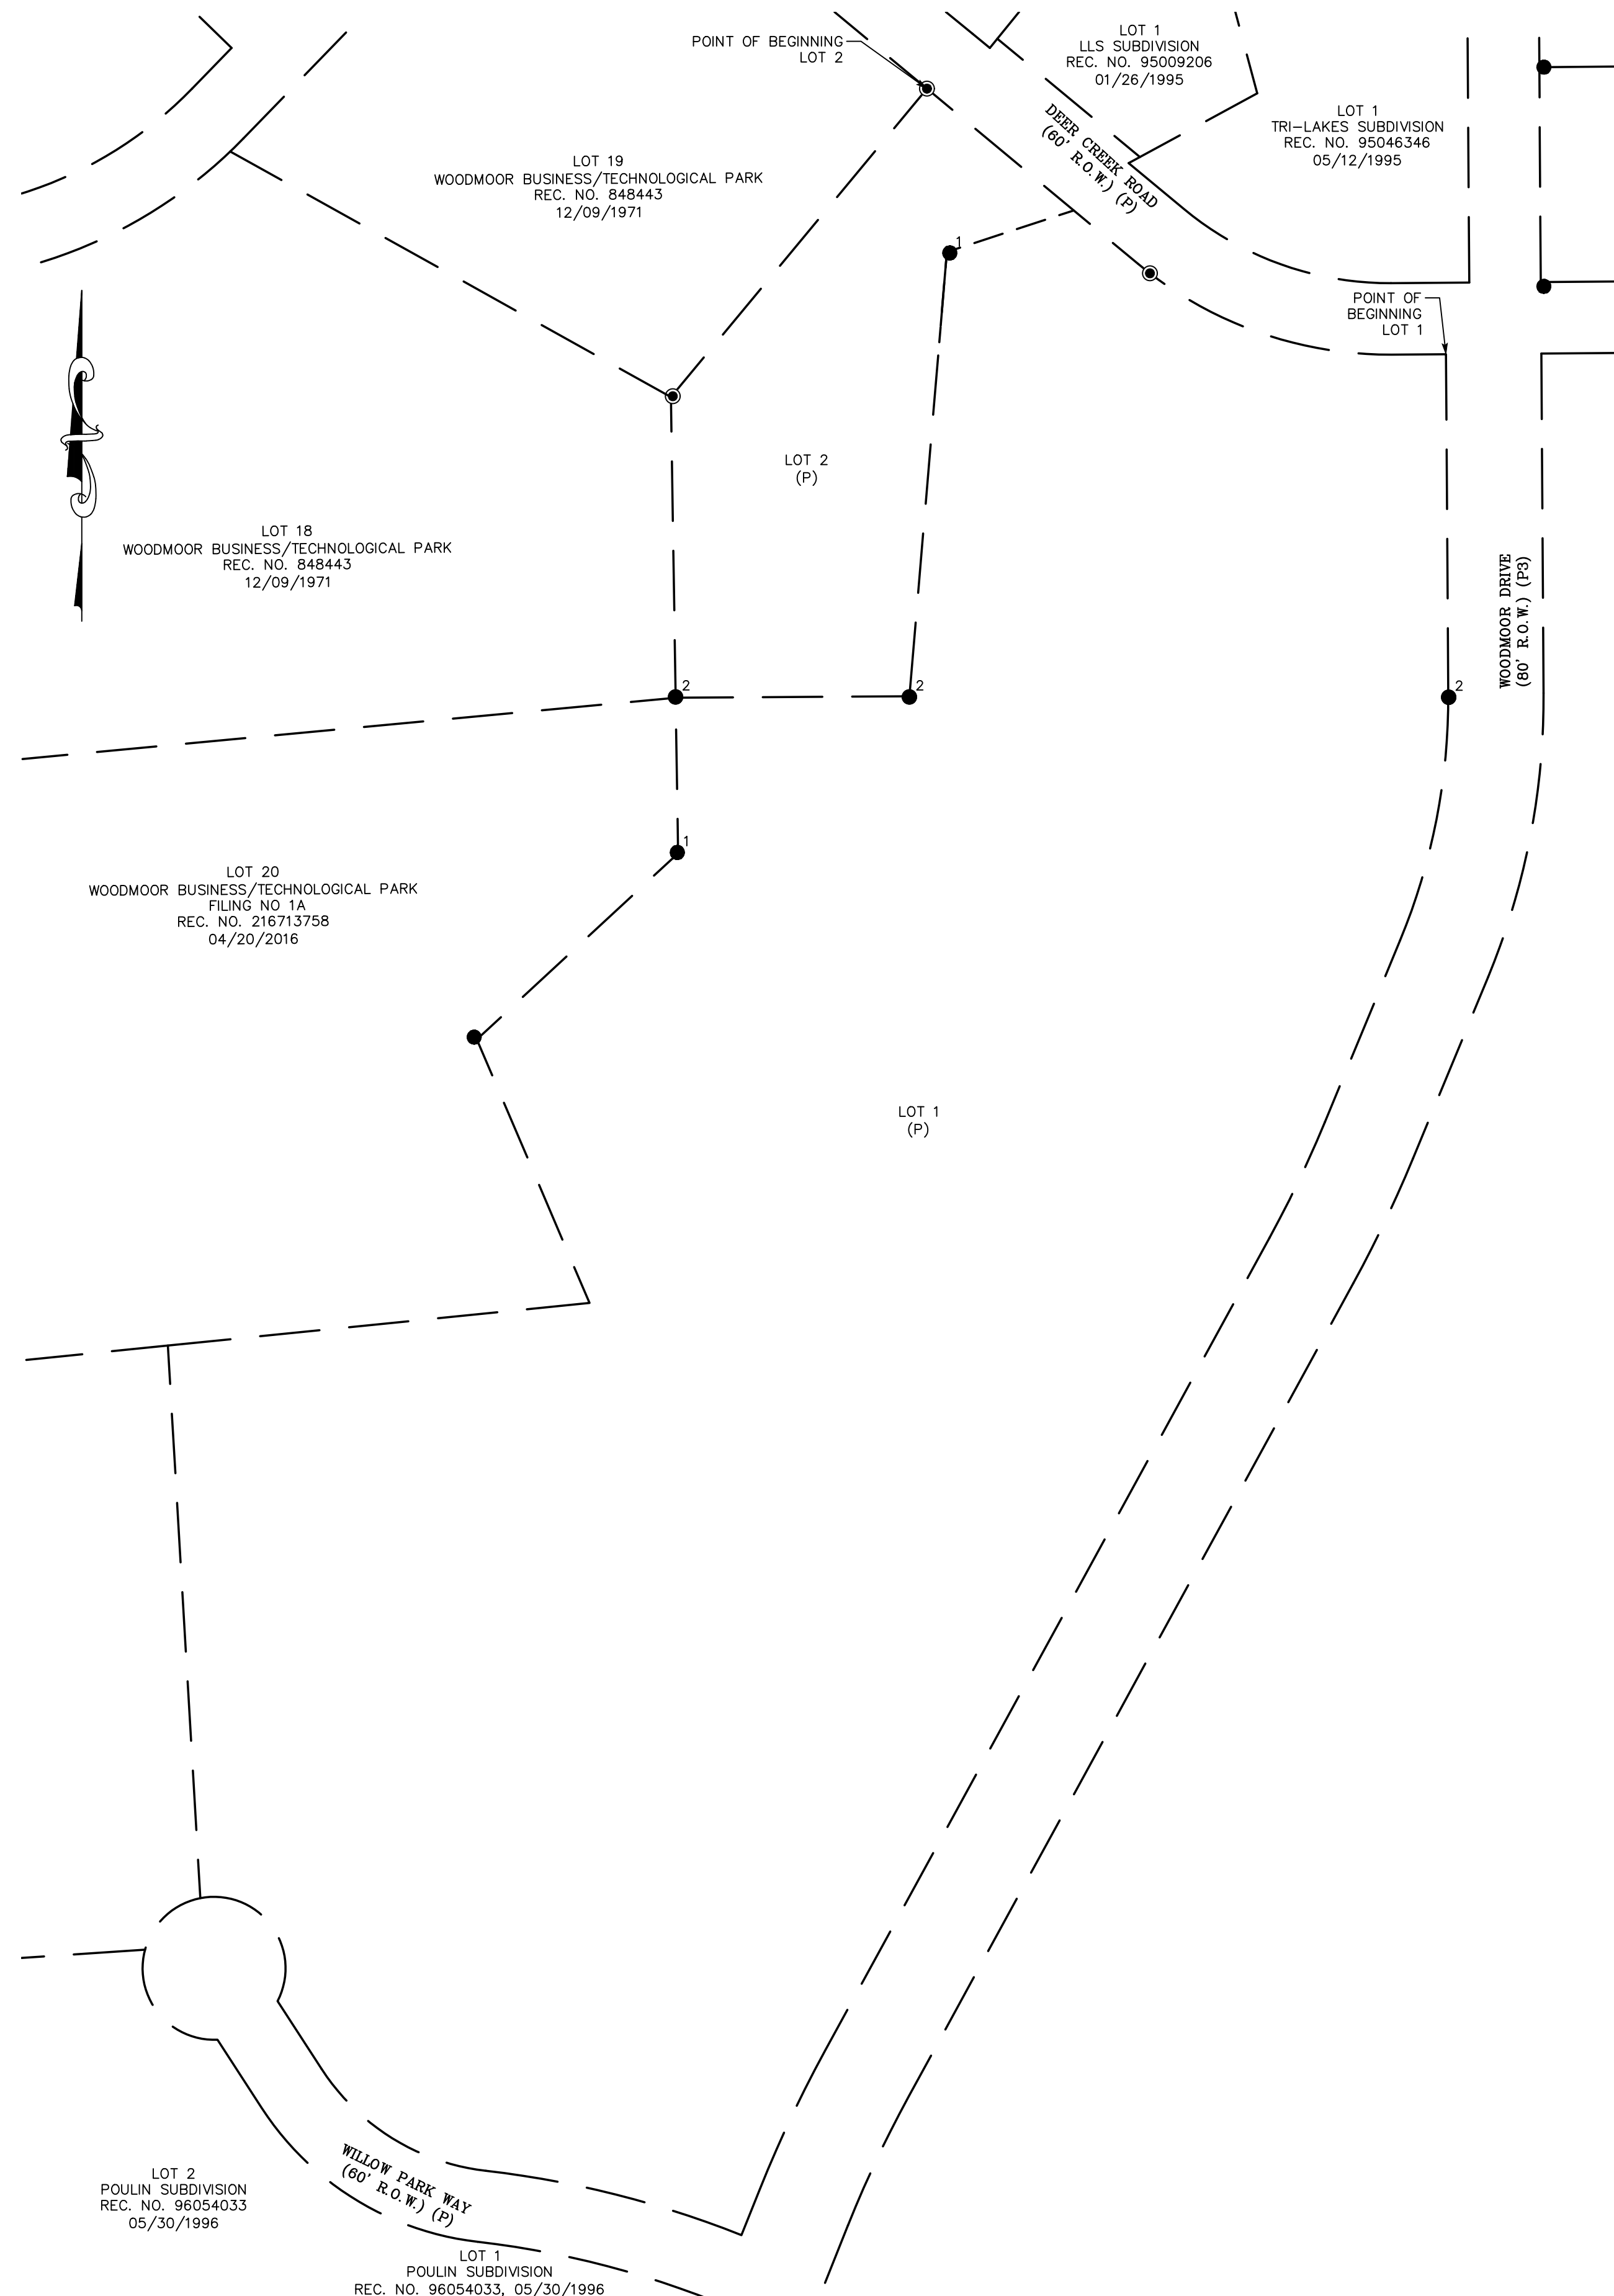 POINT OF BEGINNING
LOT 2
LOT 1
LLS SUBDIVISION
REC. NO. 95009206
01/26/1995
LOT 1
TRI-LAKES SUBDIVISION
REC. NO. 95046346
05/12/1995
DEER CREEK ROAD
(60' R.O.W.) (P)
LOT 19
WOODMOOR BUSINESS/TECHNOLOGICAL PARK
REC. NO. 848443
12/09/1971
1
POINT OF
BEGINNING
LOT 1
LOT 2
(P)
LOT 18
WOODMOOR BUSINESS/TECHNOLOGICAL PARK
REC. NO. 848443
12/09/1971
WOODMOOR DRIVE
(80' R.O.W.) (P3)
2
2
2
1
LOT 20
WOODMOOR BUSINESS/TECHNOLOGICAL PARK
FILING NO 1A
REC. NO. 216713758
04/20/2016
LOT 1
(P)
WILLOW PARK WAY
(60' R.O.W.) (P)
LOT 2
POULIN SUBDIVISION
REC. NO. 96054033
05/30/1996
LOT 1
POULIN SUBDIVISION
REC. NO. 96054033, 05/30/1996